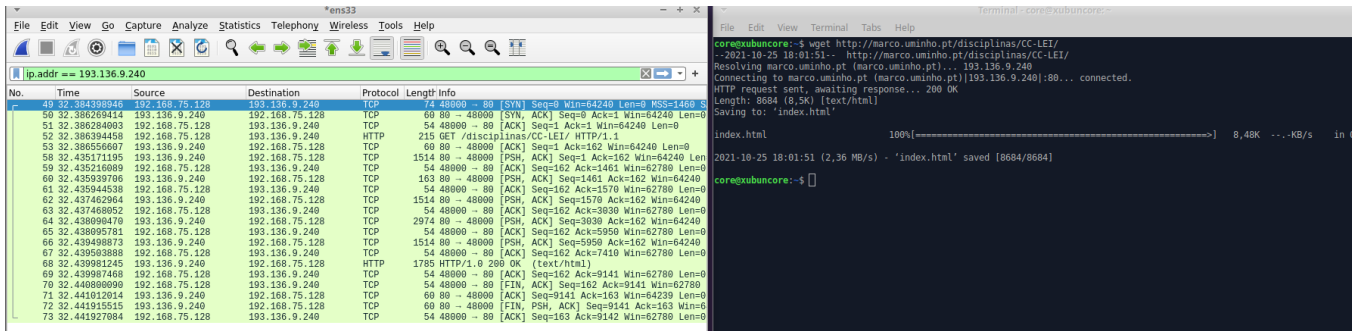 *ens33
File Edit View Go Capture Analyze Statistics Telephony Wireless Tools Help
ip.addr == 193.136.9.240
No. Time Source Destination Protocol Length Info
49 32.384398946 192.168.75.128 193.136.9.240 TCP 74 48000 → 80 [SYN] Seq=0 Win=64240 Len=0 MSS=1460 S
50 32.386269414 193.136.9.240 192.168.75.128 TCP 60 80 → 48000 [SYN, ACK] Seq=0 Ack=1 Win=64240 Len=0
51 32.386284003 192.168.75.128 193.136.9.240 TCP 54 48000 → 80 [ACK] Seq=1 Ack=1 Win=64240 Len=0
52 32.386394458 192.168.75.128 193.136.9.240 HTTP 215 GET /disciplinas/CC-LEI/ HTTP/1.1
53 32.386556607 193.136.9.240 192.168.75.128 TCP 60 80 → 48000 [ACK] Seq=1 Ack=162 Win=64240 Len=0
58 32.435171195 193.136.9.240 192.168.75.128 TCP 1514 80 → 48000 [PSH, ACK] Seq=1 Ack=162 Win=64240 Len
59 32.435216089 192.168.75.128 193.136.9.240 TCP 54 48000 → 80 [ACK] Seq=162 Ack=1461 Win=62780 Len=0
60 32.435939706 193.136.9.240 192.168.75.128 TCP 163 80 → 48000 [PSH, ACK] Seq=1461 Ack=162 Win=64240
61 32.435944538 192.168.75.128 193.136.9.240 TCP 54 48000 → 80 [ACK] Seq=162 Ack=1570 Win=62780 Len=0
62 32.437462964 193.136.9.240 192.168.75.128 TCP 1514 80 → 48000 [PSH, ACK] Seq=1570 Ack=162 Win=64240
63 32.437468052 192.168.75.128 193.136.9.240 TCP 54 48000 → 80 [ACK] Seq=162 Ack=3030 Win=62780 Len=0
64 32.438090470 193.136.9.240 192.168.75.128 TCP 2974 80 → 48000 [PSH, ACK] Seq=3030 Ack=162 Win=64240
65 32.438095781 192.168.75.128 193.136.9.240 TCP 54 48000 → 80 [ACK] Seq=162 Ack=5950 Win=62780 Len=0
66 32.439498873 193.136.9.240 192.168.75.128 TCP 1514 80 → 48000 [PSH, ACK] Seq=5950 Ack=162 Win=64240
67 32.439503888 192.168.75.128 193.136.9.240 TCP 54 48000 → 80 [ACK] Seq=162 Ack=7410 Win=62780 Len=0
68 32.439981245 193.136.9.240 192.168.75.128 HTTP 1785 HTTP/1.0 200 OK (text/html)
69 32.439987468 192.168.75.128 193.136.9.240 TCP 54 48000 → 80 [ACK] Seq=162 Ack=9141 Win=62780 Len=0
70 32.440800090 192.168.75.128 193.136.9.240 TCP 54 48000 → 80 [FIN, ACK] Seq=162 Ack=9141 Win=62780
71 32.441012014 193.136.9.240 192.168.75.128 TCP 60 80 → 48000 [ACK] Seq=9141 Ack=163 Win=64239 Len=0
72 32.441915515 193.136.9.240 192.168.75.128 TCP 60 80 → 48000 [FIN, PSH, ACK] Seq=9141 Ack=163 Win=6
73 32.441927084 192.168.75.128 193.136.9.240 TCP 54 48000 → 80 [ACK] Seq=163 Ack=9142 Win=62780 Len=0
Terminal - core@xubuncore: ~
File Edit View Terminal Tabs Help
core@xubuncore:~$ wget http://marco.uminho.pt/disciplinas/CC-LEI/
--2021-10-25 18:01:51-- http://marco.uminho.pt/disciplinas/CC-LEI/
Resolving marco.uminho.pt (marco.uminho.pt)... 193.136.9.240
Connecting to marco.uminho.pt (marco.uminho.pt)|193.136.9.240|:80... connected.
HTTP request sent, awaiting response... 200 OK
Length: 8684 (8,5K) [text/html]
Saving to: ‘index.html’
index.html 100%[===================================================>] 8,48K --.-KB/s in 0
2021-10-25 18:01:51 (2,36 MB/s) - ‘index.html’ saved [8684/8684]
core@xubuncore:~$